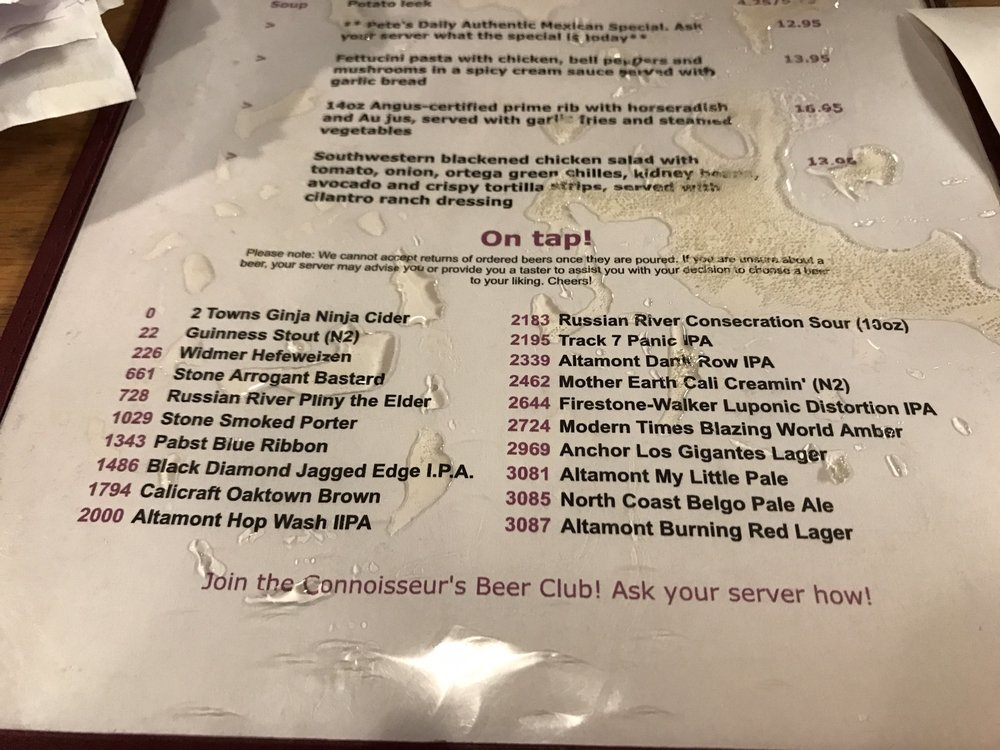 Soup Potato leek
> ** Pete's Daily Authentic Mexican Special. Ask 12.95
your server what the special is today**
> Fettucini pasta with chicken, bell peppers and 13.95
mushrooms in a spicy cream sauce served with
garlic bread
> 14oz Angus-certified prime rib with horseradish 16.95
and Au jus, served with garlic fries and steamed
vegetables
> Southwestern blackened chicken salad with
tomato, onion, ortega green chilles, kidney beans,
avocado and crispy tortilla strips, served with
cilantro ranch dressing
On tap!
Please note: We cannot accept returns of ordered beers once they are poured. If you are unsure about a
beer, your server may advise you or provide you a taster to assist you with your decision to choose a beer
to your liking. Cheers!
0 2 Towns Ginja Ninja Cider
22 Guinness Stout (N2)
226 Widmer Hefeweizen
661 Stone Arrogant Bastard
728 Russian River Pliny the Elder
1029 Stone Smoked Porter
1343 Pabst Blue Ribbon
1486 Black Diamond Jagged Edge I.P.A.
1794 Calicraft Oaktown Brown
2000 Altamont Hop Wash IIPA
2183 Russian River Consecration Sour (10oz)
2195 Track 7 Panic IPA
2339 Altamont Dark Row IPA
2462 Mother Earth Cali Creamin' (N2)
2644 Firestone-Walker Luponic Distortion IPA
2724 Modern Times Blazing World Amber
2969 Anchor Los Gigantes Lager
3081 Altamont My Little Pale
3085 North Coast Belgo Pale Ale
3087 Altamont Burning Red Lager
Join the Connoisseur's Beer Club! Ask your server how!